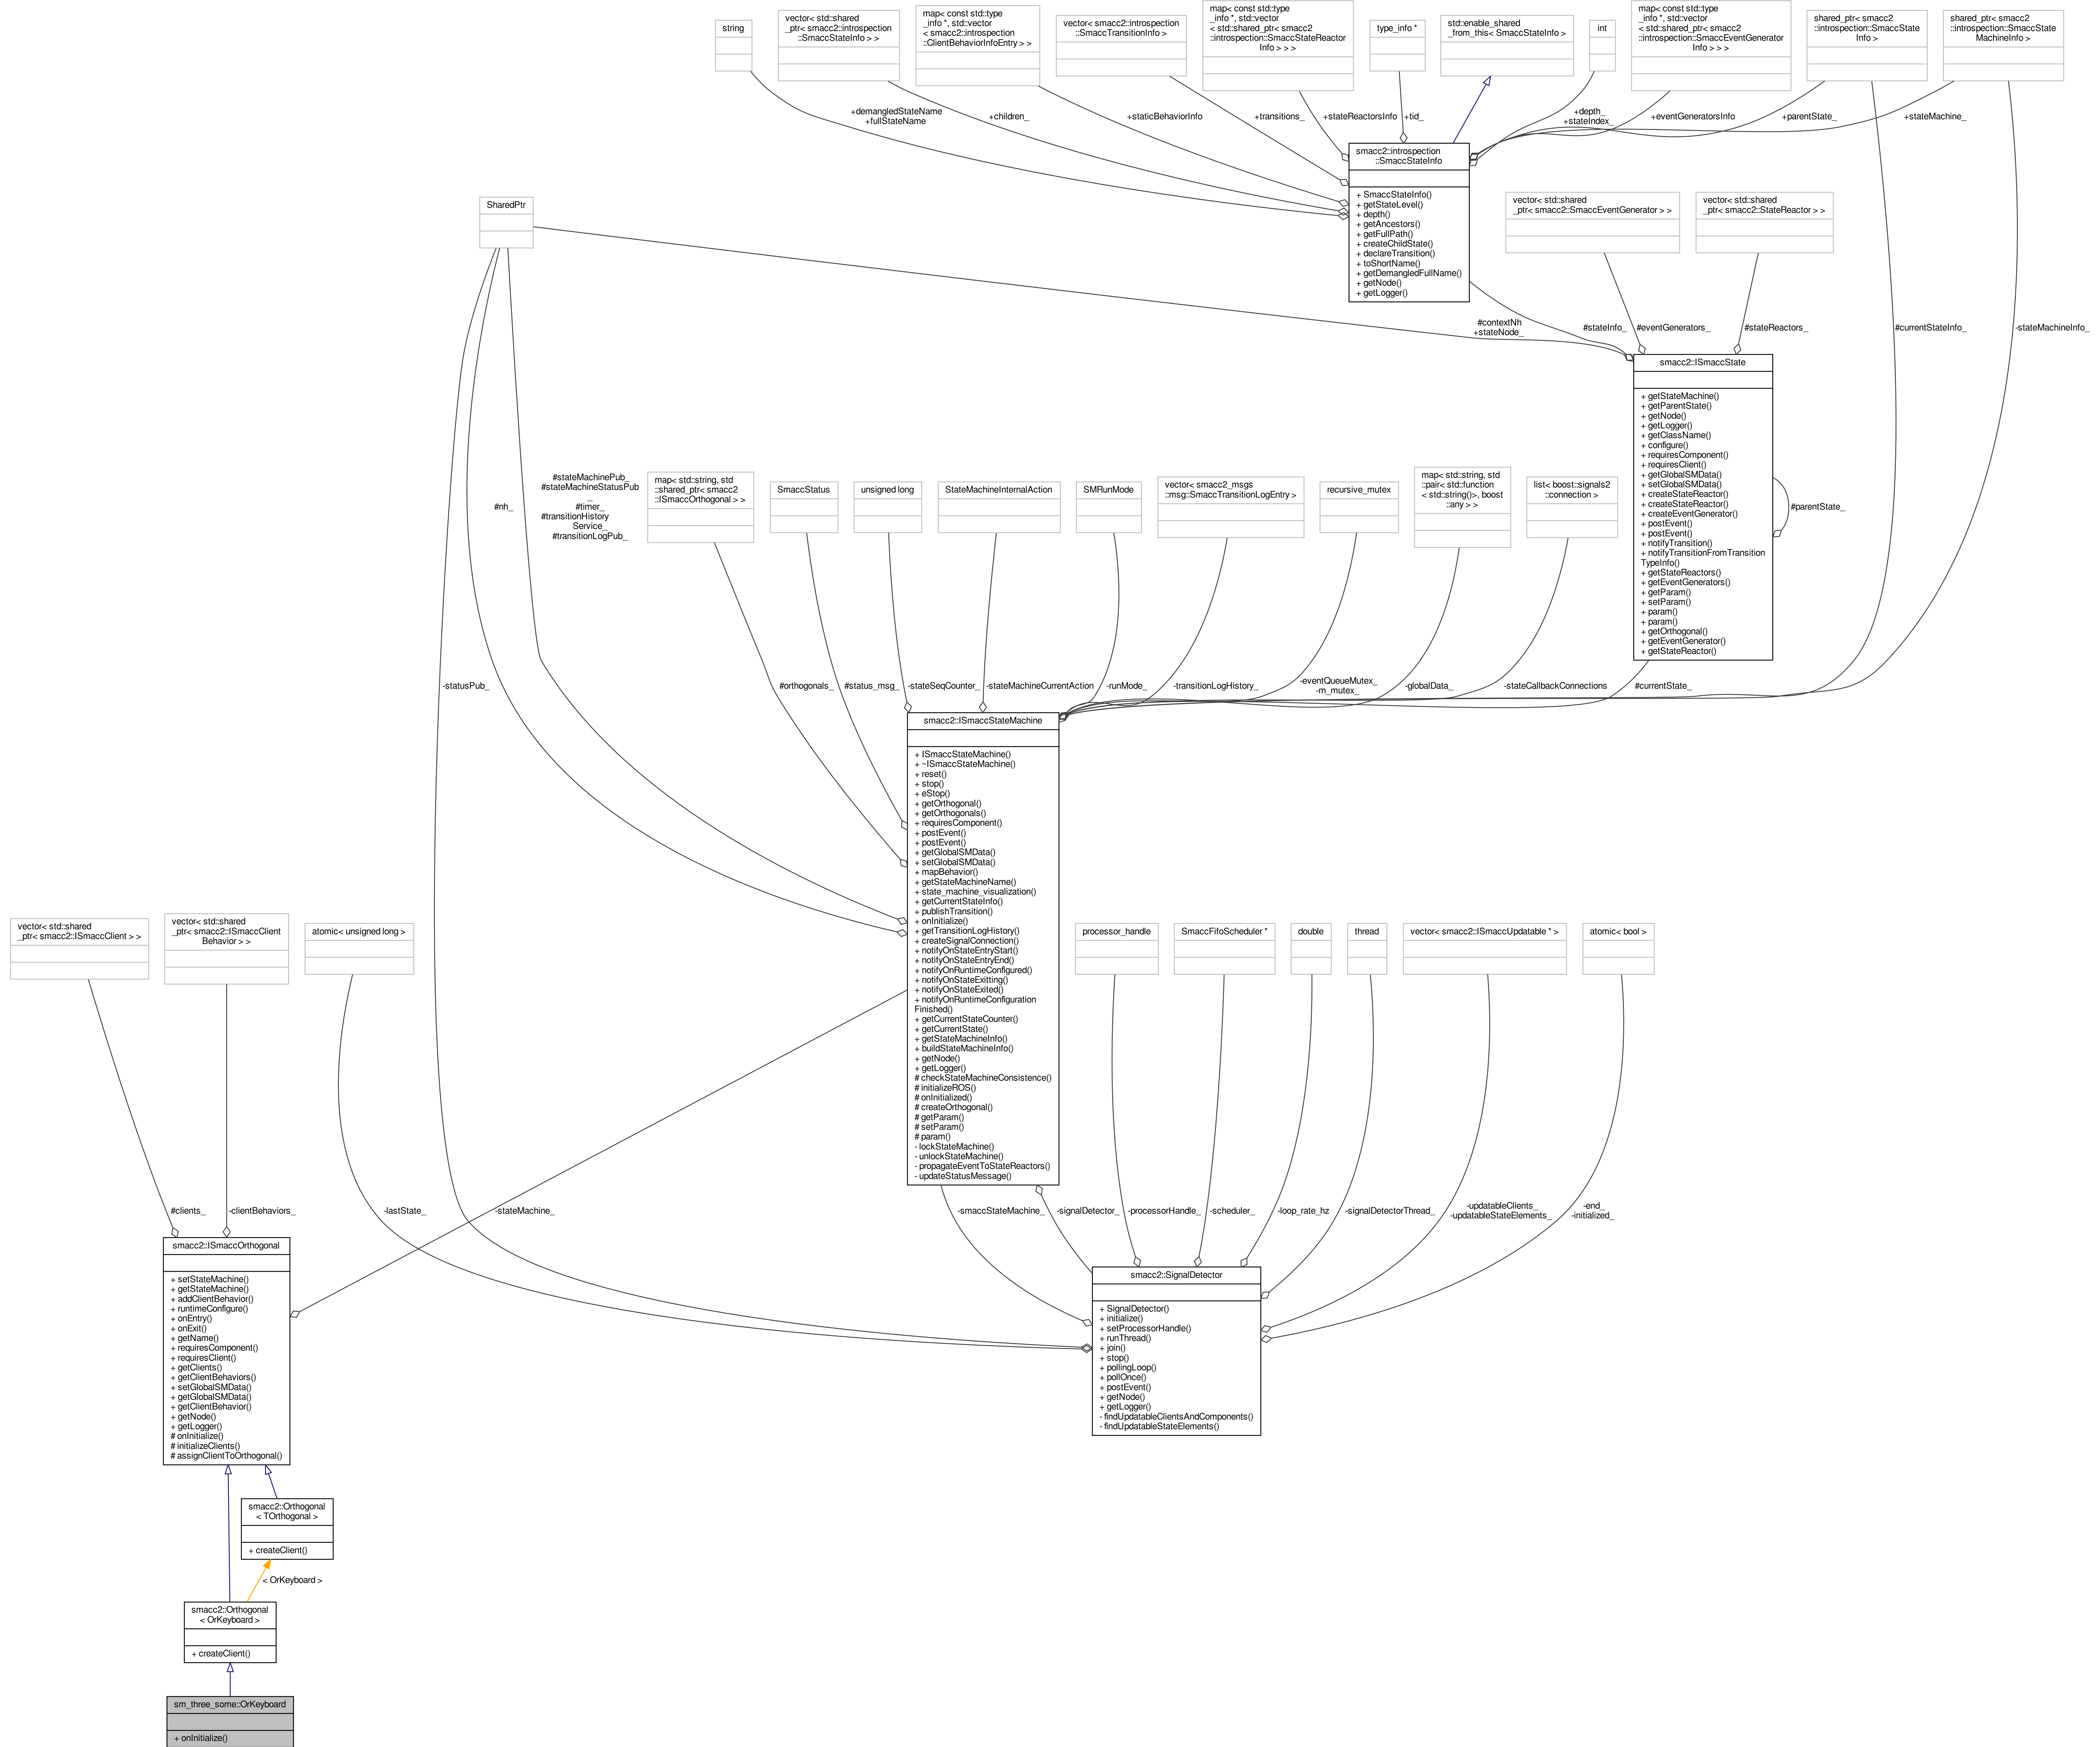 string
vector< std::shared
_ptr< smacc2::introspection
::SmaccStateInfo > >
map< const std::type
_info *, std::vector
< smacc2::introspection
::ClientBehaviorInfoEntry > >
vector< smacc2::introspection
::SmaccTransitionInfo >
map< const std::type
_info *, std::vector
< std::shared_ptr< smacc2
::introspection::SmaccStateReactor
Info > > >
type_info *
std::enable_shared
_from_this< SmaccStateInfo >
int
map< const std::type
_info *, std::vector
< std::shared_ptr< smacc2
::introspection::SmaccEventGenerator
Info > > >
shared_ptr< smacc2
::introspection::SmaccState
Info >
shared_ptr< smacc2
::introspection::SmaccState
MachineInfo >
+demangledStateName
+fullStateName
+children_
+staticBehaviorInfo
+transitions_
+stateReactorsInfo
+tid_
+depth_
+stateIndex_
+eventGeneratorsInfo
+parentState_
+stateMachine_
smacc2::introspection
::SmaccStateInfo
+ SmaccStateInfo()
+ getStateLevel()
+ depth()
+ getAncestors()
+ getFullPath()
+ createChildState()
+ declareTransition()
+ toShortName()
+ getDemangledFullName()
+ getNode()
+ getLogger()
SharedPtr
vector< std::shared
_ptr< smacc2::SmaccEventGenerator > >
vector< std::shared
_ptr< smacc2::StateReactor > >
#contextNh
+stateNode_
#stateInfo_
#eventGenerators_
#stateReactors_
#currentStateInfo_
-stateMachineInfo_
smacc2::ISmaccState
+ getStateMachine()
+ getParentState()
+ getNode()
+ getLogger()
+ getClassName()
+ configure()
+ requiresComponent()
+ requiresClient()
+ getGlobalSMData()
+ setGlobalSMData()
+ createStateReactor()
+ createStateReactor()
+ createEventGenerator()
+ postEvent()
+ postEvent()
+ notifyTransition()
+ notifyTransitionFromTransition
TypeInfo()
+ getStateReactors()
+ getEventGenerators()
+ getParam()
+ setParam()
+ param()
+ param()
+ getOrthogonal()
+ getEventGenerator()
+ getStateReactor()
#parentState_
#nh_
#stateMachinePub_
#stateMachineStatusPub
_
#timer_
#transitionHistory
Service_
#transitionLogPub_
map< std::string, std
::shared_ptr< smacc2
::ISmaccOrthogonal > >
SmaccStatus
unsigned long
StateMachineInternalAction
SMRunMode
vector< smacc2_msgs
::msg::SmaccTransitionLogEntry >
recursive_mutex
map< std::string, std
::pair< std::function
< std::string()>, boost
::any > >
list< boost::signals2
::connection >
-statusPub_
#orthogonals_
#status_msg_
-stateSeqCounter_
-stateMachineCurrentAction
-runMode_
-transitionLogHistory_
-eventQueueMutex_
-m_mutex_
-globalData_
-stateCallbackConnections
#currentState_
smacc2::ISmaccStateMachine
+ ISmaccStateMachine()
+ ~ISmaccStateMachine()
+ reset()
+ stop()
+ eStop()
+ getOrthogonal()
+ getOrthogonals()
+ requiresComponent()
+ postEvent()
+ postEvent()
+ getGlobalSMData()
+ setGlobalSMData()
+ mapBehavior()
+ getStateMachineName()
+ state_machine_visualization()
+ getCurrentStateInfo()
+ publishTransition()
+ onInitialize()
+ getTransitionLogHistory()
+ createSignalConnection()
+ notifyOnStateEntryStart()
+ notifyOnStateEntryEnd()
+ notifyOnRuntimeConfigured()
+ notifyOnStateExitting()
+ notifyOnStateExited()
+ notifyOnRuntimeConfiguration
Finished()
+ getCurrentStateCounter()
+ getCurrentState()
+ getStateMachineInfo()
+ buildStateMachineInfo()
+ getNode()
+ getLogger()
# checkStateMachineConsistence()
# initializeROS()
# onInitialized()
# createOrthogonal()
# getParam()
# setParam()
# param()
- lockStateMachine()
- unlockStateMachine()
- propagateEventToStateReactors()
- updateStatusMessage()
vector< std::shared
_ptr< smacc2::ISmaccClient > >
vector< std::shared
_ptr< smacc2::ISmaccClient
Behavior > >
atomic< unsigned long >
processor_handle
SmaccFifoScheduler *
double
thread
vector< smacc2::ISmaccUpdatable * >
atomic< bool >
#clients_
-clientBehaviors_
-lastState_
-stateMachine_
-smaccStateMachine_
-signalDetector_
-processorHandle_
-scheduler_
-loop_rate_hz
-signalDetectorThread_
-updatableClients_
-updatableStateElements_
-end_
-initialized_
smacc2::ISmaccOrthogonal
+ setStateMachine()
+ getStateMachine()
+ addClientBehavior()
+ runtimeConfigure()
+ onEntry()
+ onExit()
+ getName()
+ requiresComponent()
+ requiresClient()
+ getClients()
+ getClientBehaviors()
+ setGlobalSMData()
+ getGlobalSMData()
+ getClientBehavior()
+ getNode()
+ getLogger()
# onInitialize()
# initializeClients()
# assignClientToOrthogonal()
smacc2::SignalDetector
+ SignalDetector()
+ initialize()
+ setProcessorHandle()
+ runThread()
+ join()
+ stop()
+ pollingLoop()
+ pollOnce()
+ postEvent()
+ getNode()
+ getLogger()
- findUpdatableClientsAndComponents()
- findUpdatableStateElements()
smacc2::Orthogonal
< TOrthogonal >
+ createClient()
< OrKeyboard >
smacc2::Orthogonal
< OrKeyboard >
+ createClient()
sm_three_some::OrKeyboard
+ onInitialize()